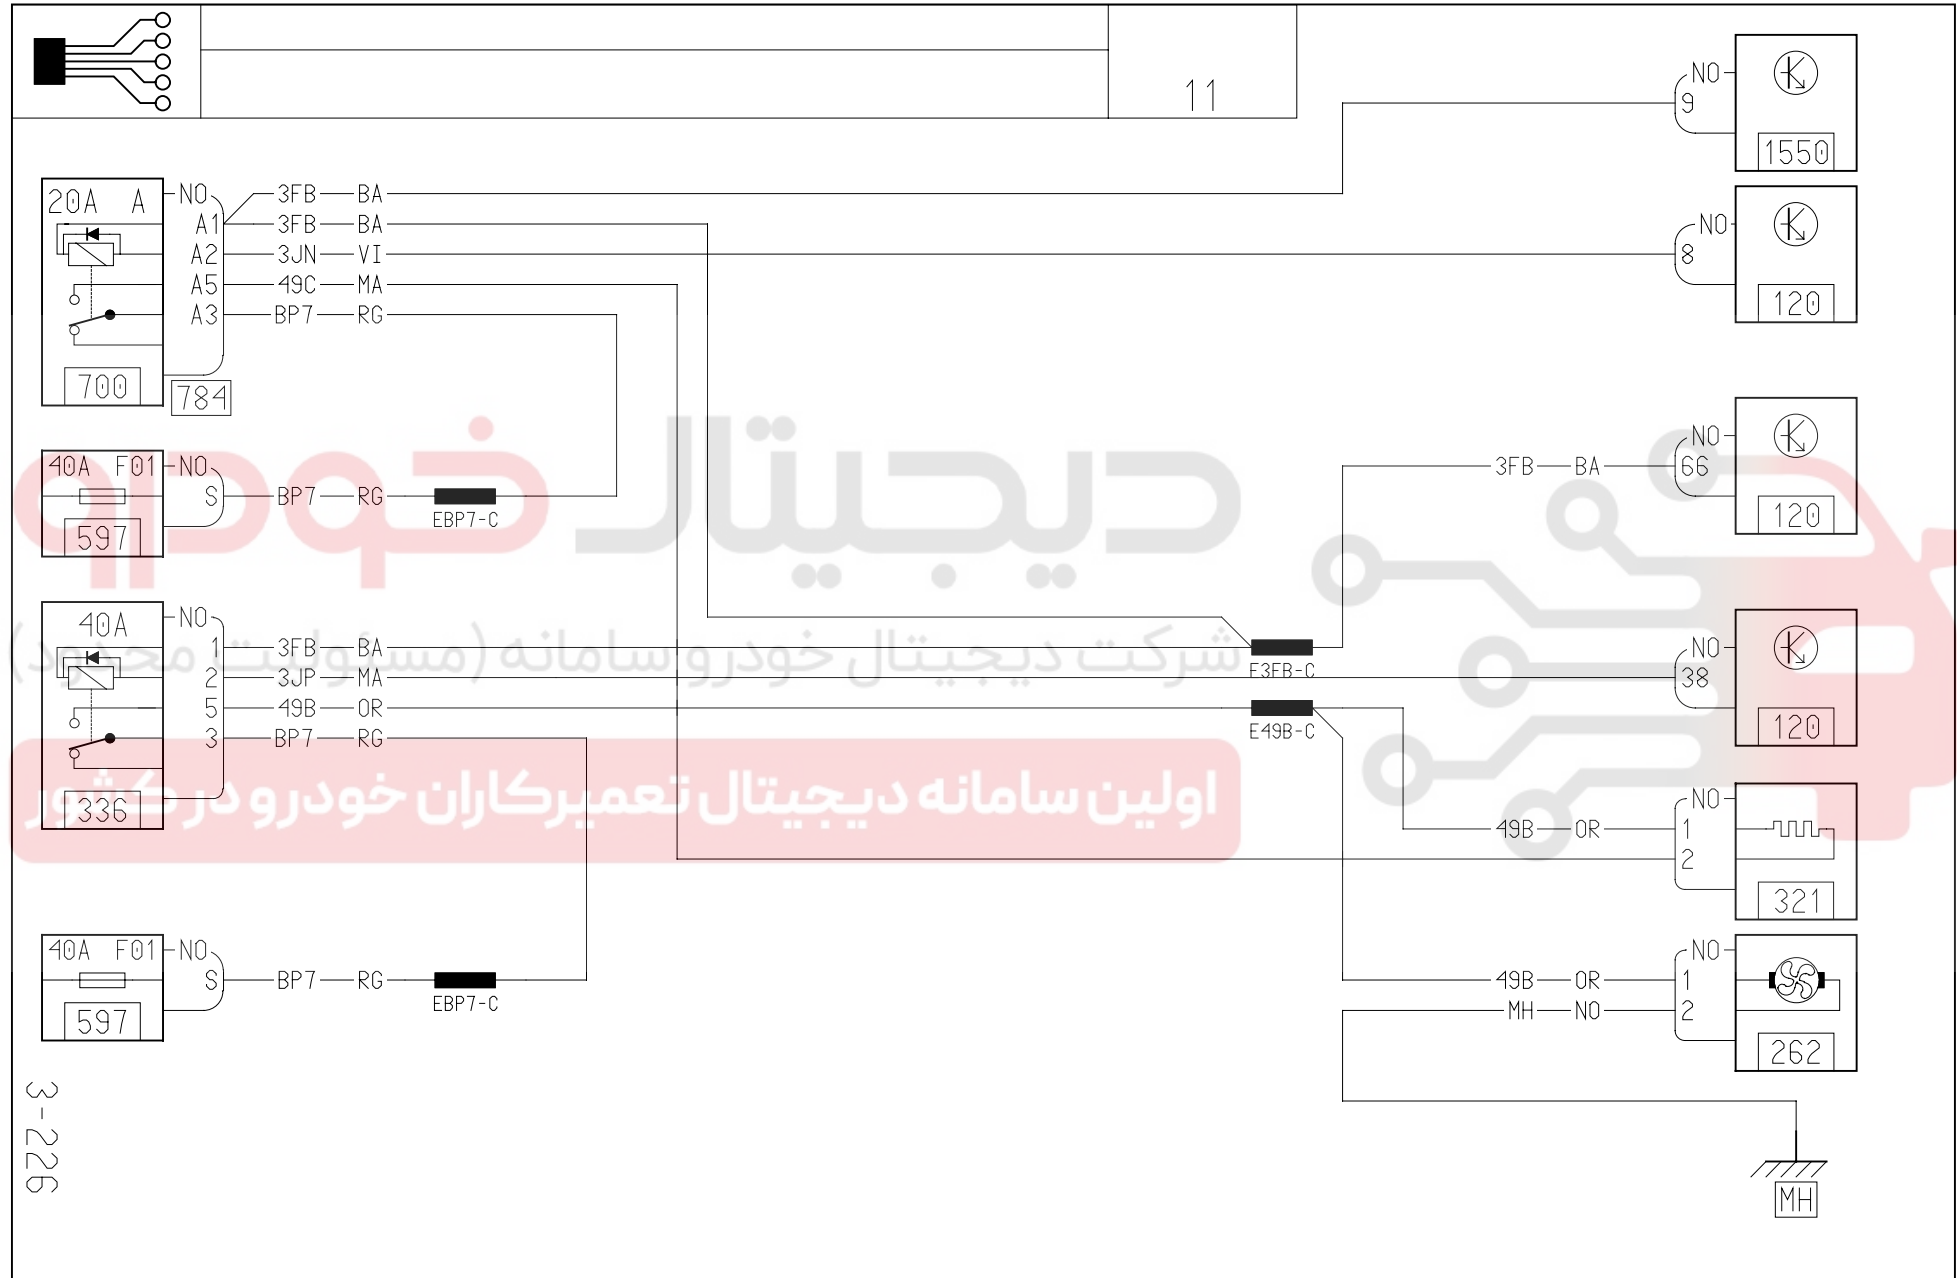 11
NO
9
1550
20A A
NO
A1 3FB BA
3FB BA
A2 3JN VI
A5 49C MA
A3 BP7 RG
700
784
NO
8
120
40A F01
NO
S BP7 RG
EBP7-C
597
NO
3FB BA 66
120
دیجیتال خودرو
شرکت دیجیتال خودرو سامانه (مسئولیت محدود)
اولین سامانه دیجیتال تعمیرکاران خودرو در کشور
40A
NO
1 3FB BA
2 3JP MA
5 49B OR
3 BP7 RG
336
E3FB-C
E49B-C
NO
38
120
NO
49B OR 1
2
321
40A F01
NO
S BP7 RG
EBP7-C
597
NO
49B OR 1
MH NO 2
262
MH
3-226